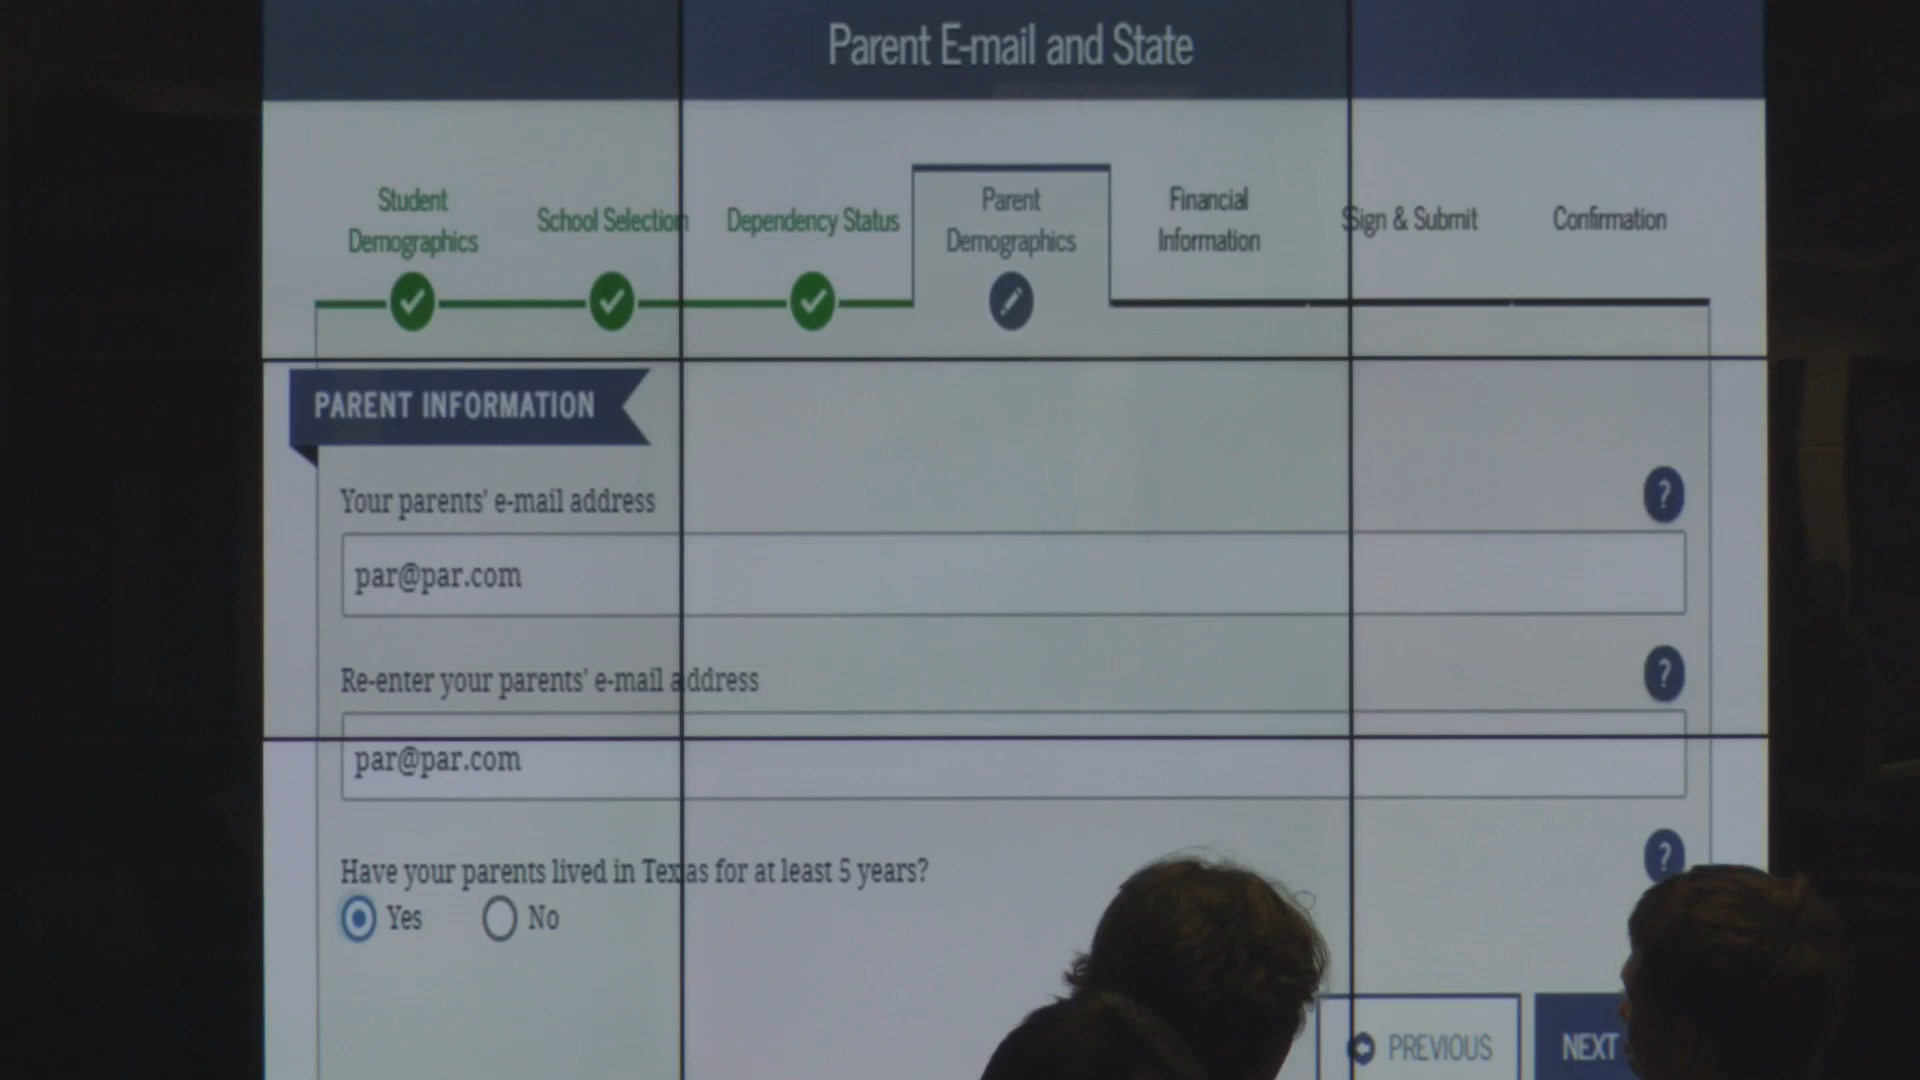 Parent E-mail and State
Student Demographics
School Selection
Dependency Status
Parent Demographics
Financial Information
Sign & Submit
Confirmation
PARENT INFORMATION
Your parents' e-mail address
?
par@par.com
Re-enter your parents' e-mail address
?
par@par.com
Have your parents lived in Texas for at least 5 years?
?
Yes No
PREVIOUS NEXT